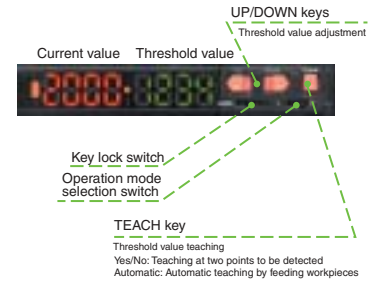 UP/DOWN keys
Threshold value adjustment
Current value
Threshold value
2000
1234
Key lock switch
Operation mode
selection switch
TEACH key
Threshold value teaching
Yes/No: Teaching at two points to be detected
Automatic: Automatic teaching by feeding workpieces